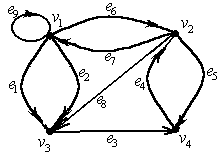 e₉ v₁ e₆ v₂
e₇
e₁ e₂ e₈ e₄ e₅
v₃ e₃ v₄